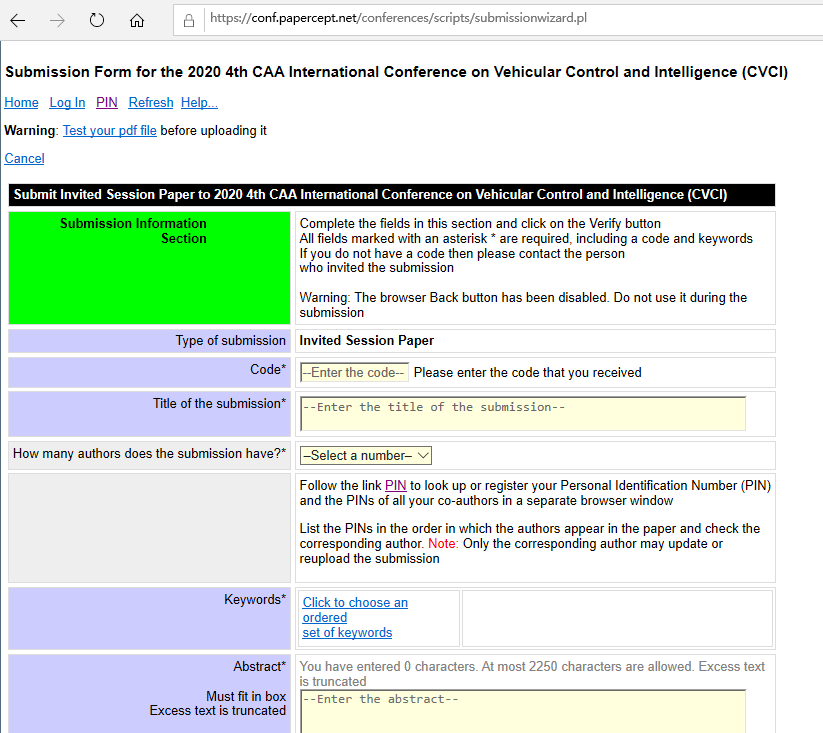 https://conf.papercept.net/conferences/scripts/submissionwizard.pl
Submission Form for the 2020 4th CAA International Conference on Vehicular Control and Intelligence (CVCI)
Home Log In PIN Refresh Help...
Warning: Test your pdf file before uploading it
Cancel
Submit Invited Session Paper to 2020 4th CAA International Conference on Vehicular Control and Intelligence (CVCI)
Submission Information
Section
Complete the fields in this section and click on the Verify button
All fields marked with an asterisk * are required, including a code and keywords
If you do not have a code then please contact the person
who invited the submission
Warning: The browser Back button has been disabled. Do not use it during the
submission
Type of submission
Invited Session Paper
Code*
--Enter the code-- Please enter the code that you received
Title of the submission*
--Enter the title of the submission--
How many authors does the submission have?*
–Select a number–
Follow the link PIN to look up or register your Personal Identification Number (PIN)
and the PINs of all your co-authors in a separate browser window
List the PINs in the order in which the authors appear in the paper and check the
corresponding author. Note: Only the corresponding author may update or
reupload the submission
Keywords*
Click to choose an
ordered
set of keywords
Abstract*
Must fit in box
Excess text is truncated
You have entered 0 characters. At most 2250 characters are allowed. Excess text
is truncated
--Enter the abstract--